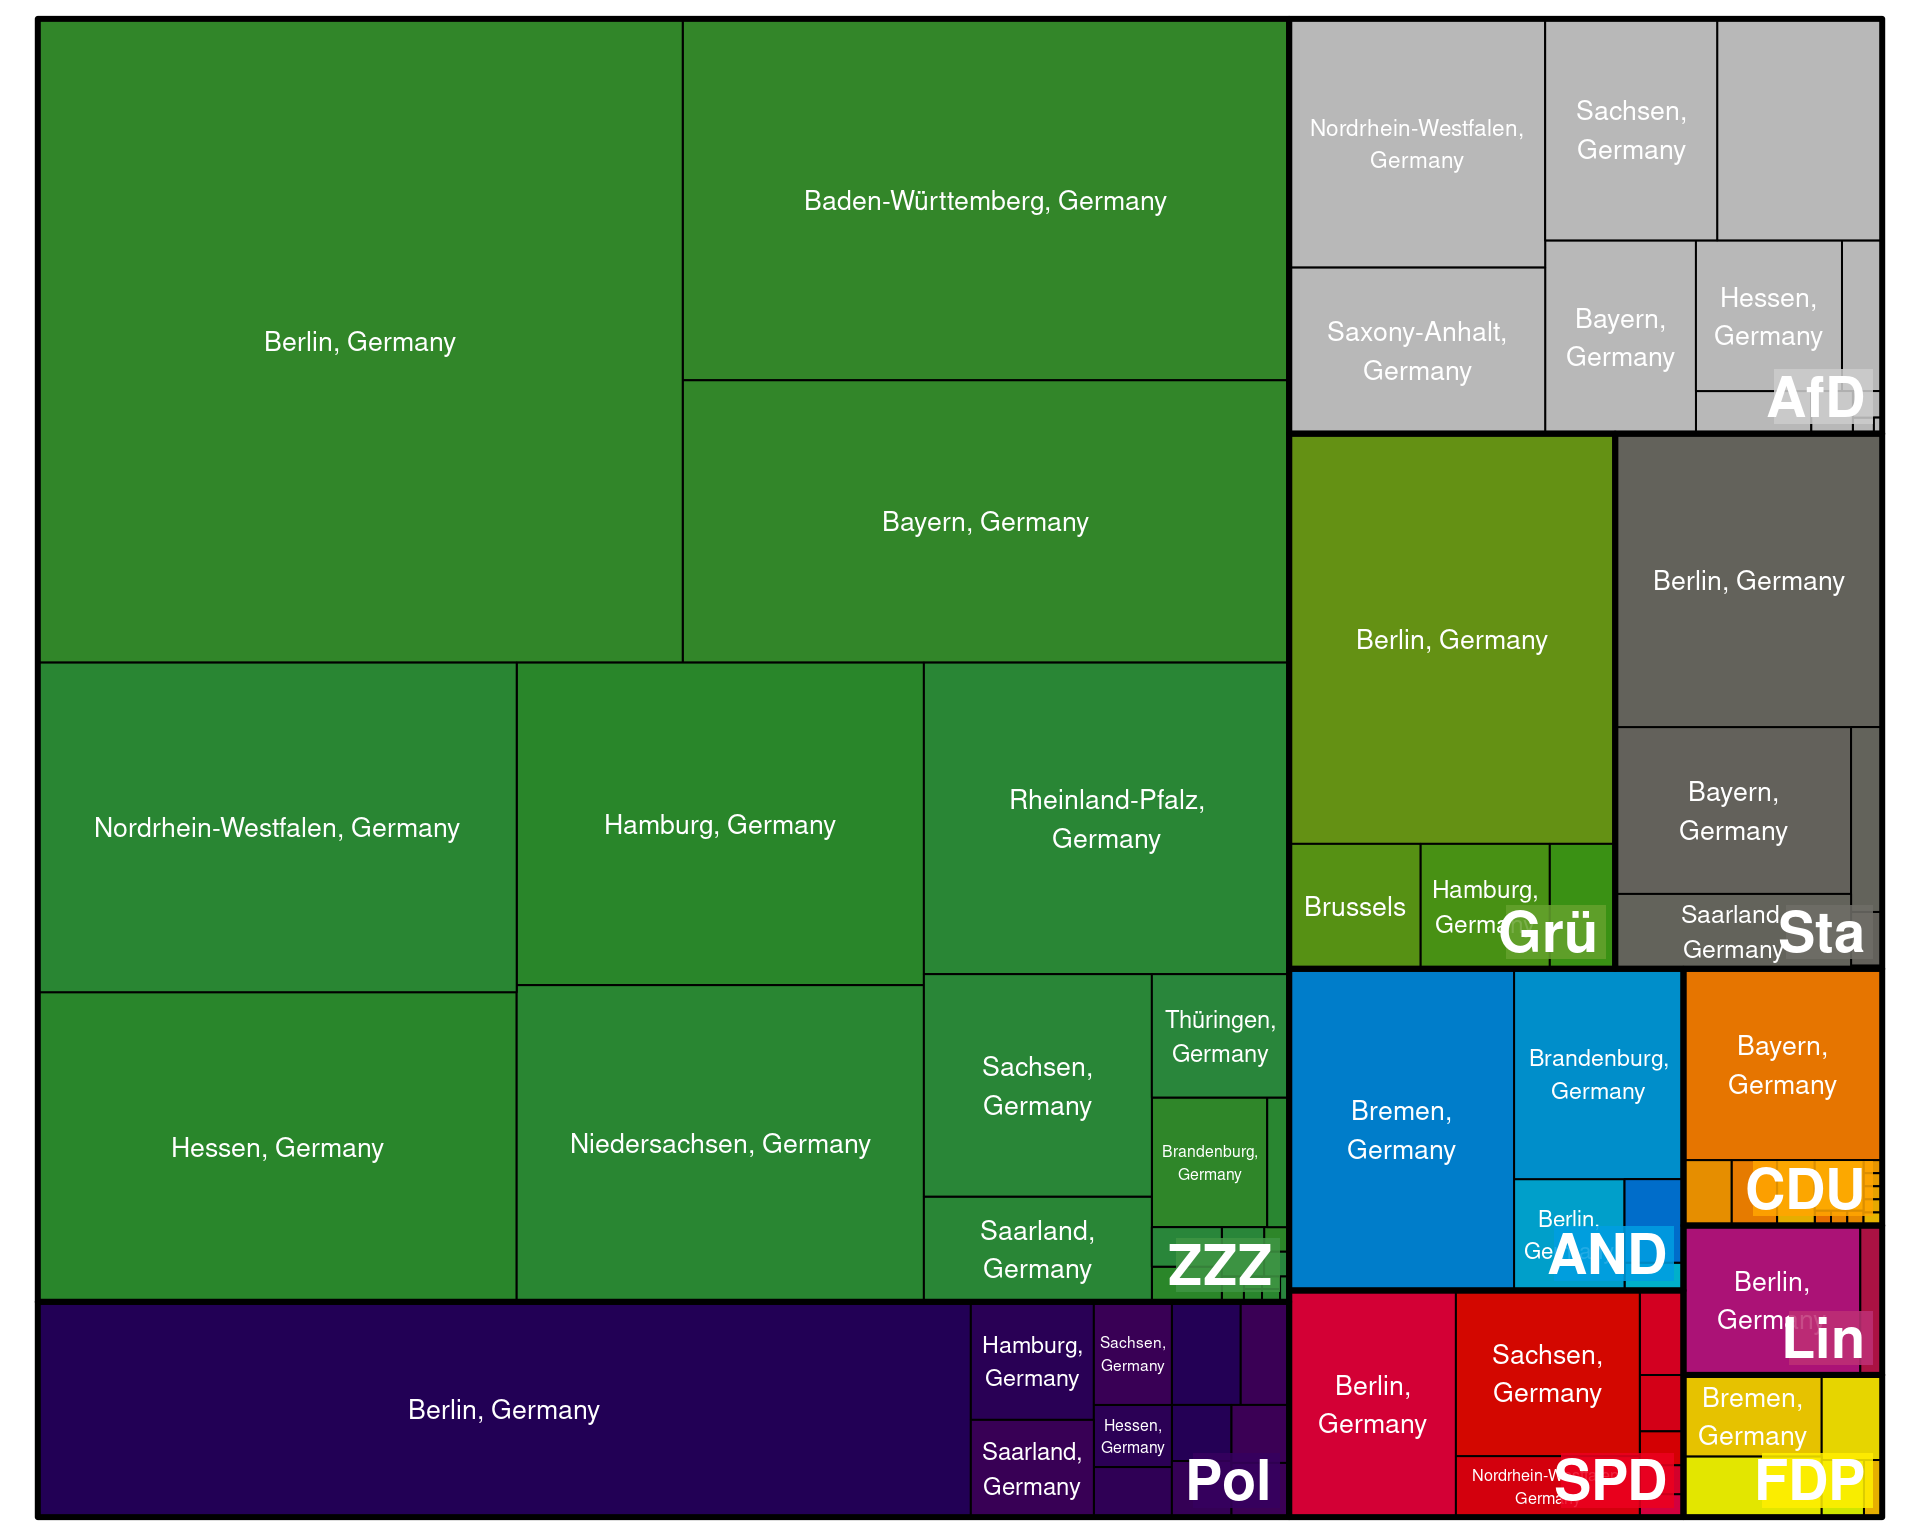 Berlin, Germany
Baden-Württemberg, Germany
Bayern, Germany
Nordrhein-Westfalen, Germany
Hamburg, Germany
Rheinland-Pfalz,
Germany
Hessen, Germany
Niedersachsen, Germany
Sachsen,
Germany
Thüringen,
Germany
Brandenburg,
Germany
Saarland,
Germany
ZZZ
Berlin, Germany
Hamburg,
Germany
Saarland,
Germany
Sachsen,
Germany
Hessen,
Germany
Pol
Nordrhein-Westfalen,
Germany
Sachsen,
Germany
Saxony-Anhalt,
Germany
Bayern,
Germany
Hessen,
Germany
AfD
Berlin, Germany
Brussels
Hamburg,
Germany
Grü
Berlin, Germany
Bayern,
Germany
Saarland,
Germany
Sta
Bremen,
Germany
Brandenburg,
Germany
Berlin,
AND
Bayern,
Germany
CDU
Berlin,
Germany
Lin
Berlin,
Germany
Sachsen,
Germany
SPD
Bremen,
Germany
FDP